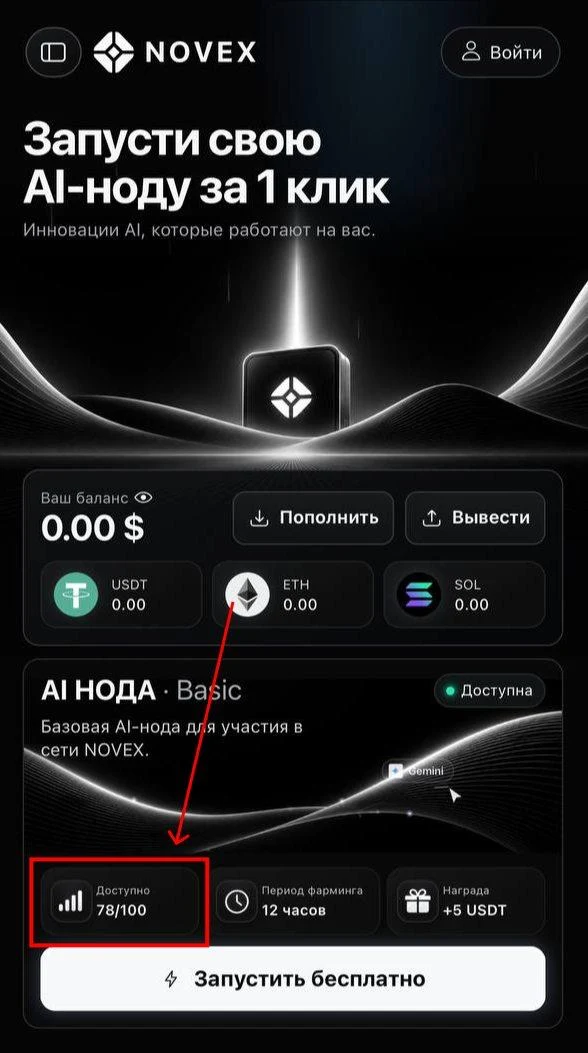 NOVEX
Войти
Запусти свою
AI-ноду за 1 клик
Инновации AI, которые работают на вас.
Ваш баланс
0.00 $
Пополнить
Вывести
USDT
0.00
ETH
0.00
SOL
0.00
AI НОДА · Basic
Доступна
Базовая AI-нода для участия в
сети NOVEX.
Gemini
Доступно
78/100
Период фарминга
12 часов
Награда
+5 USDT
Запустить бесплатно